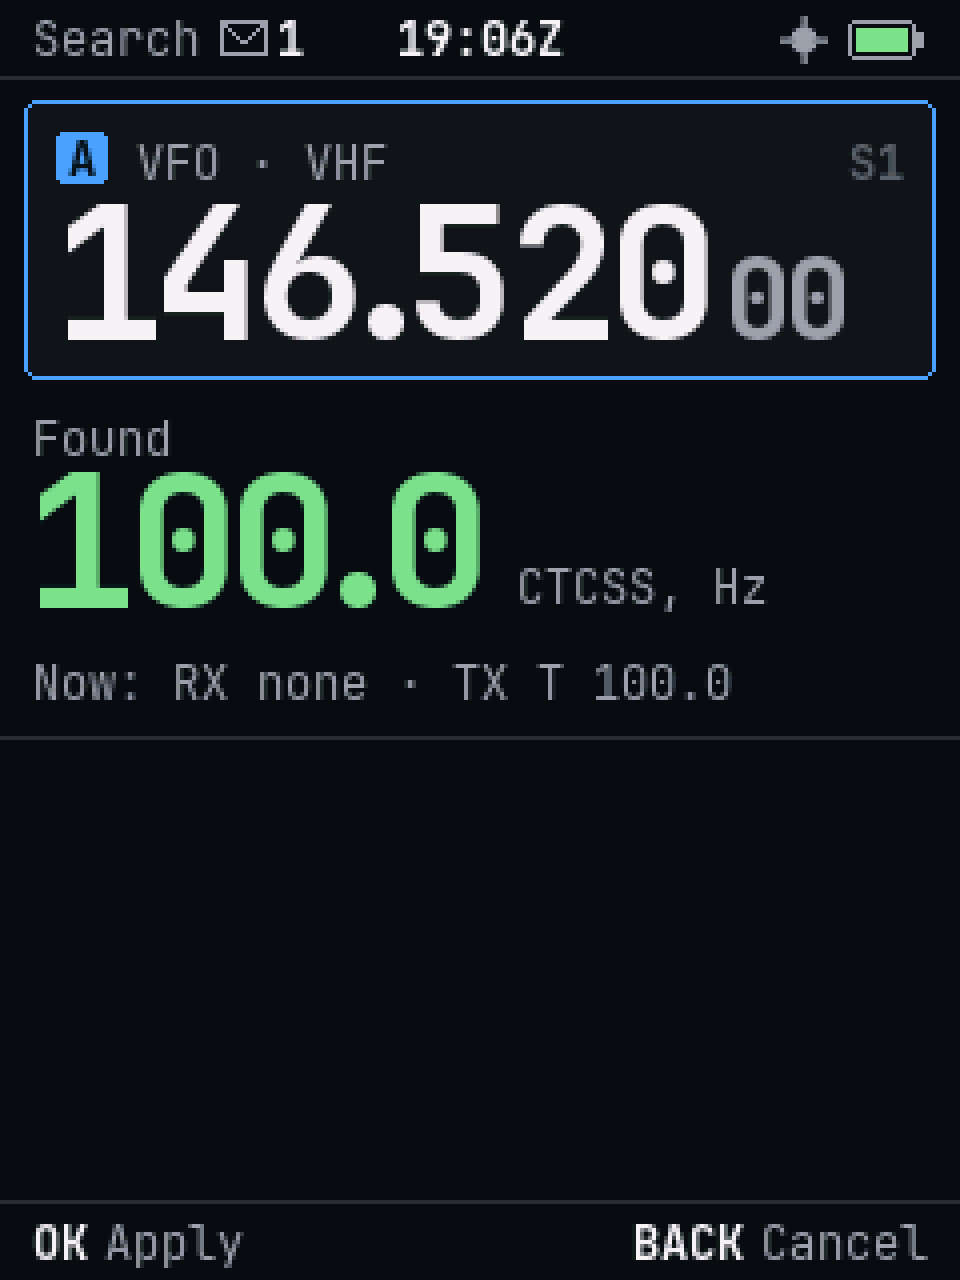 Search 1 19:06Z
A VFO · VHF S1
146.520 00
Found
100.0 CTCSS, Hz
Now: RX none · TX T 100.0
OK Apply BACK Cancel